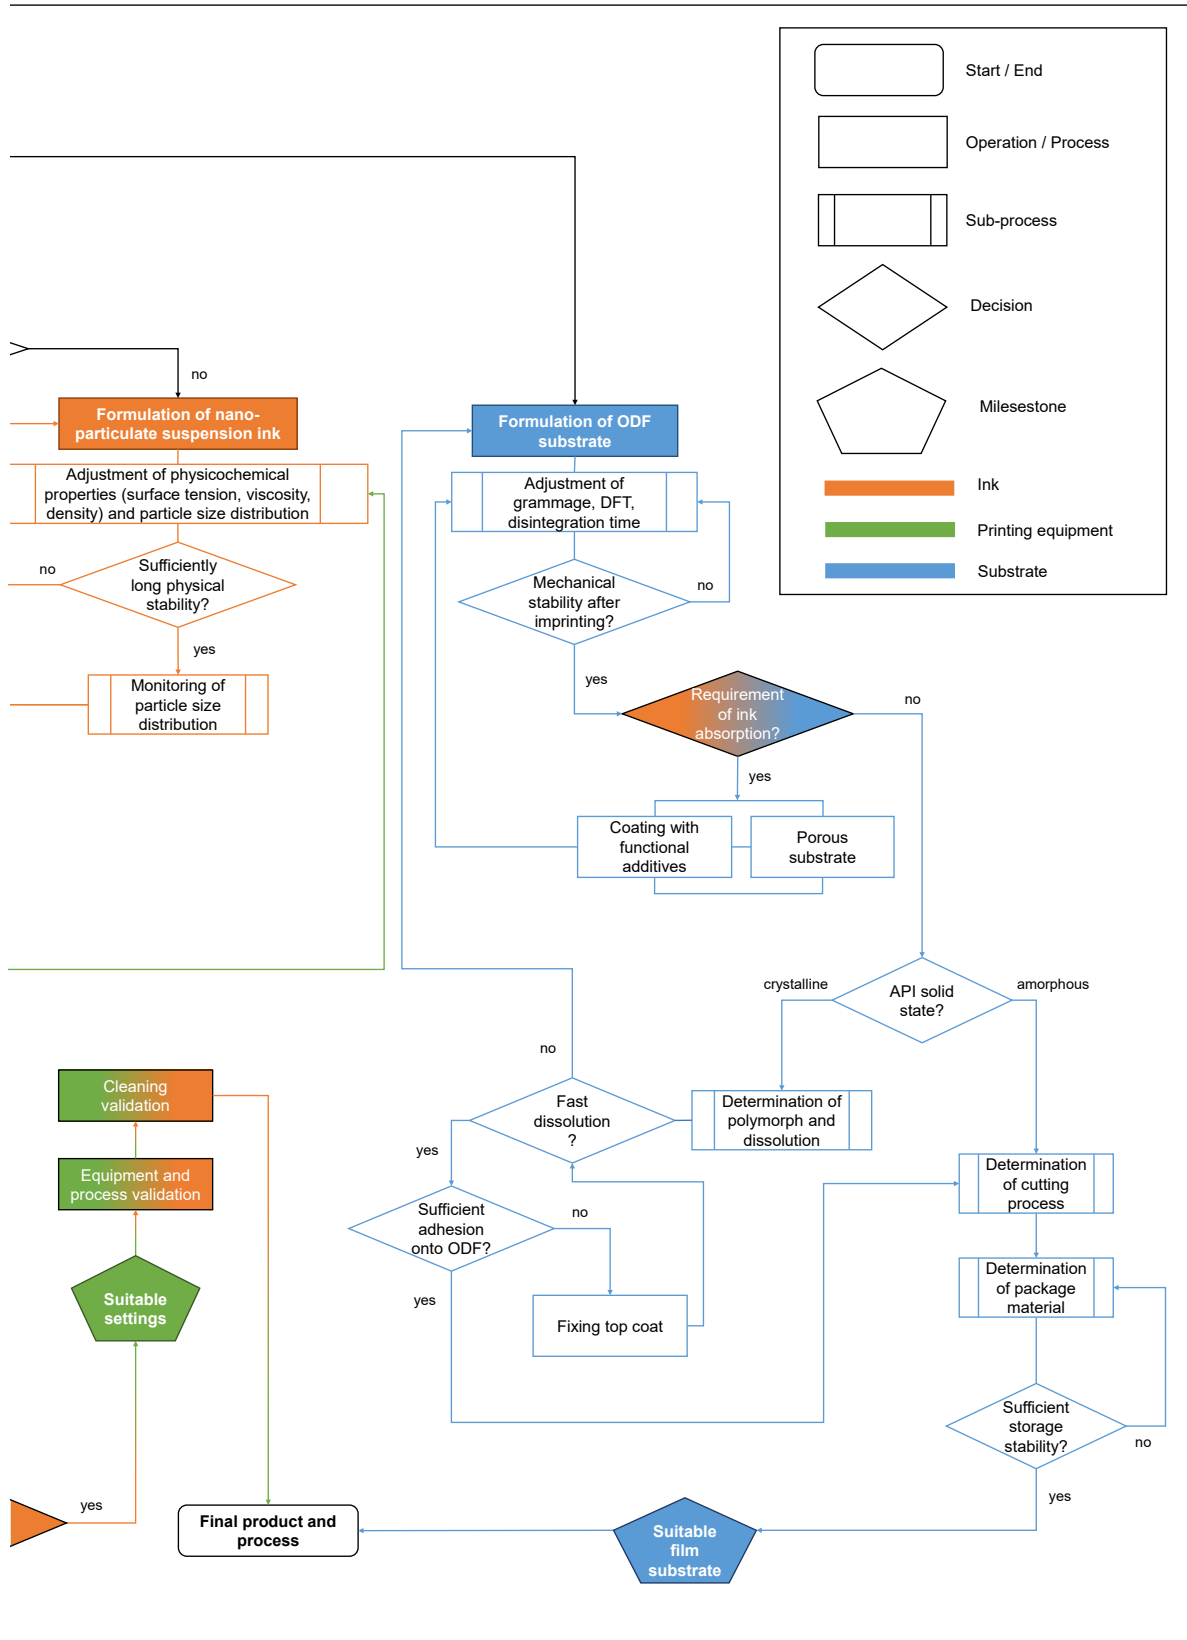 Start / End
Operation / Process
Sub-process
Decision
Milesestone
Ink
Printing equipment
Substrate
no
Formulation of nano-
particulate suspension ink
Adjustment of physicochemical
properties (surface tension, viscosity,
density) and particle size distribution
no
Sufficiently
long physical
stability?
yes
Monitoring of
particle size
distribution
Formulation of ODF
substrate
Adjustment of
grammage, DFT,
disintegration time
Mechanical
stability after
imprinting?
no
yes
Requirement
of ink
absorption?
no
yes
Coating with
functional
additives
Porous
substrate
crystalline
API solid
state?
amorphous
no
Fast
dissolution
?
Determination of
polymorph and
dissolution
yes
Sufficient
adhesion
onto ODF?
no
yes
Fixing top coat
Determination
of cutting
process
Determination
of package
material
Sufficient
storage
stability?
no
yes
Cleaning
validation
Equipment and
process validation
Suitable
settings
yes
Final product and
process
Suitable
film
substrate